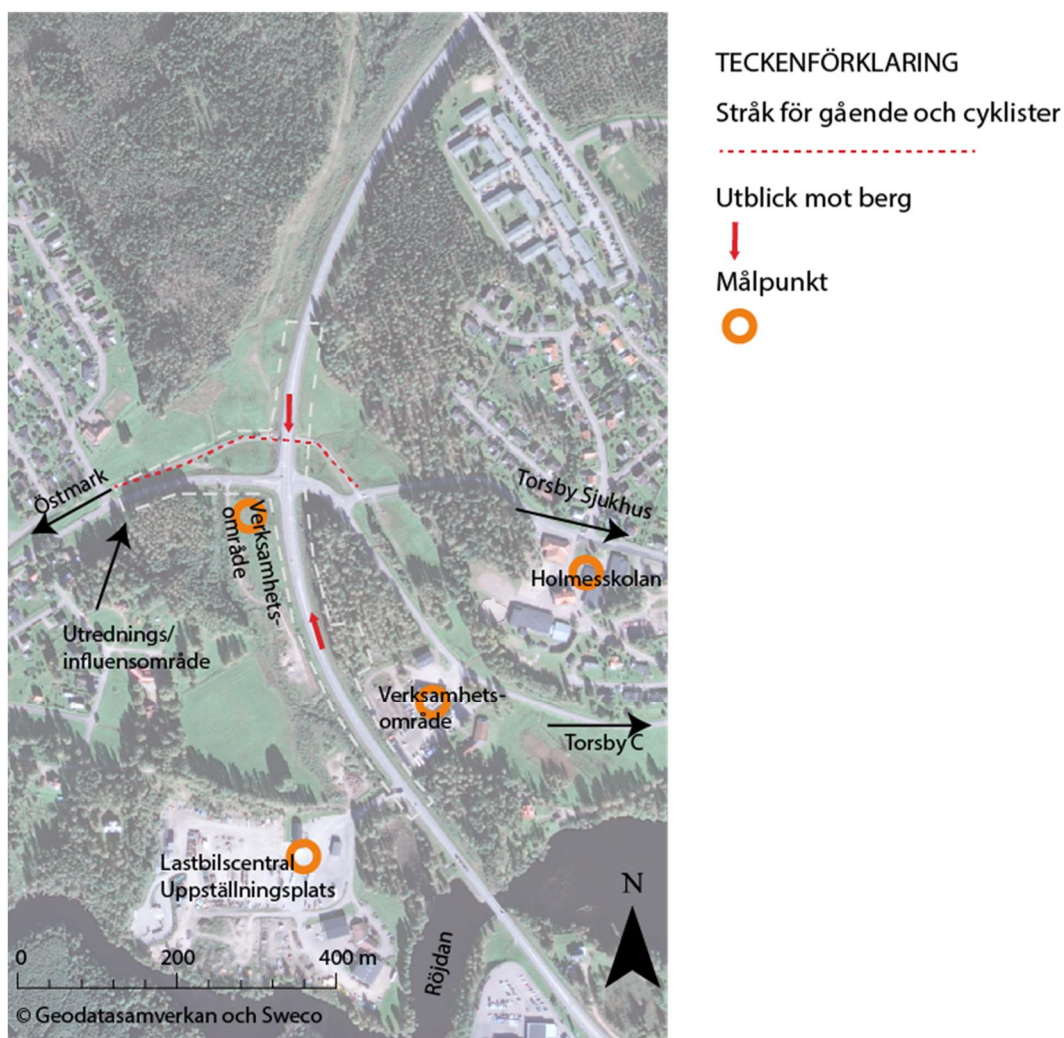 TECKENFÖRKLARING
Stråk för gående och cyklister
Utblick mot berg
Målpunkt
Östmark
Verksamhets-
område
Torsby Sjukhus
Holmesskolan
Utrednings/
influensområde
Verksamhets-
område
Torsby C
Lastbilscentral
Uppställningsplats
Röjdan
N
0 200 400 m
© Geodatasamverkan och Sweco